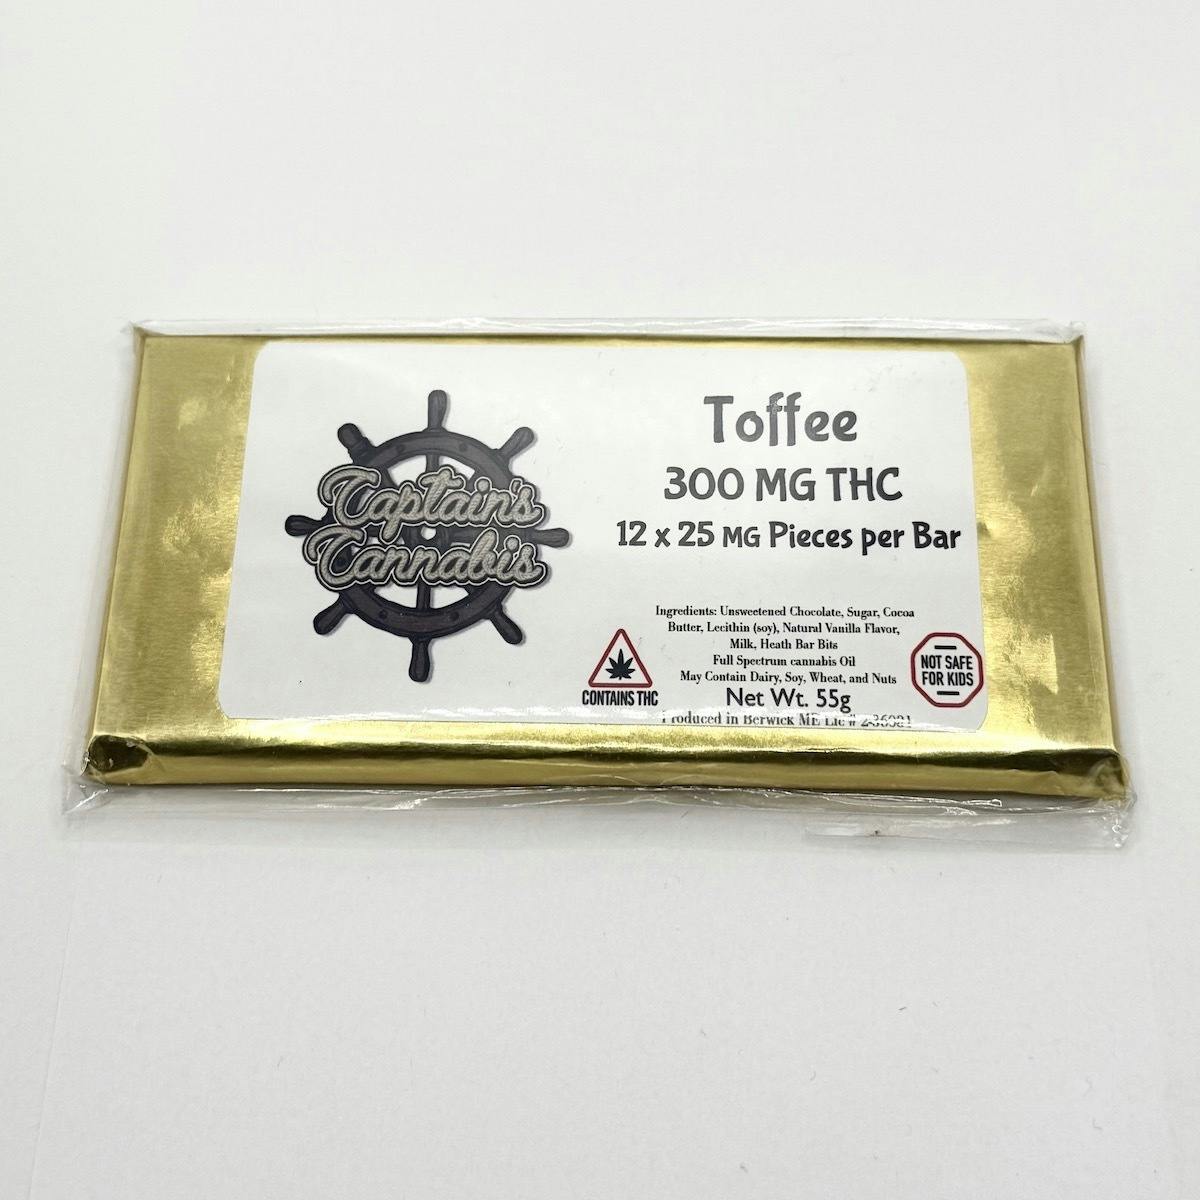 Captain's
Cannabis
Toffee
300 MG THC
12 x 25 MG Pieces per Bar
Ingredients: Unsweetened Chocolate, Sugar, Cocoa
Butter, Lecithin (soy), Natural Vanilla Flavor,
Milk, Heath Bar Bits
Full Spectrum cannabis Oil
May Contain Dairy, Soy, Wheat, and Nuts
Net Wt. 55g
Produced in Berwick ME Lic #
CONTAINS THC
NOT SAFE
FOR KIDS